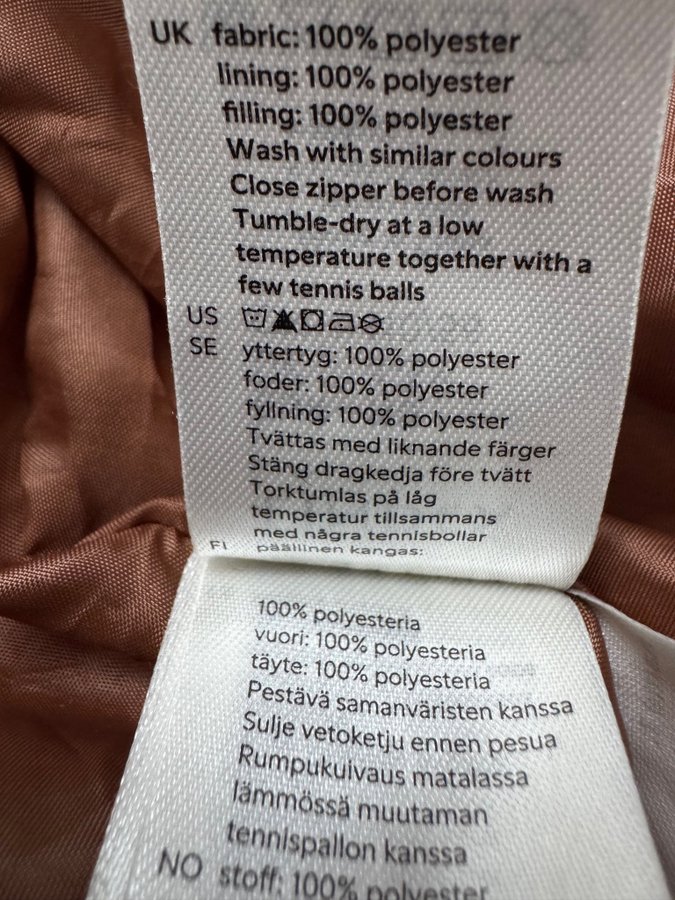 UK fabric: 100% polyester
lining: 100% polyester
filling: 100% polyester
Wash with similar colours
Close zipper before wash
Tumble-dry at a low
temperature together with a
few tennis balls
US
SE yttertyg: 100% polyester
foder: 100% polyester
fyllning: 100% polyester
Tvättas med liknande färger
Stäng dragkedja före tvätt
Torktumlas på låg
temperatur tillsammans
med några tennisbollar
FI päällinen kangas:
100% polyesteria
vuori: 100% polyesteria
täyte: 100% polyesteria
Pestävä samanväristen kanssa
Sulje vetoketju ennen pesua
Rumpukuivaus matalassa
lämmössä muutaman
tennispallon kanssa
NO stoff: 100% polyester